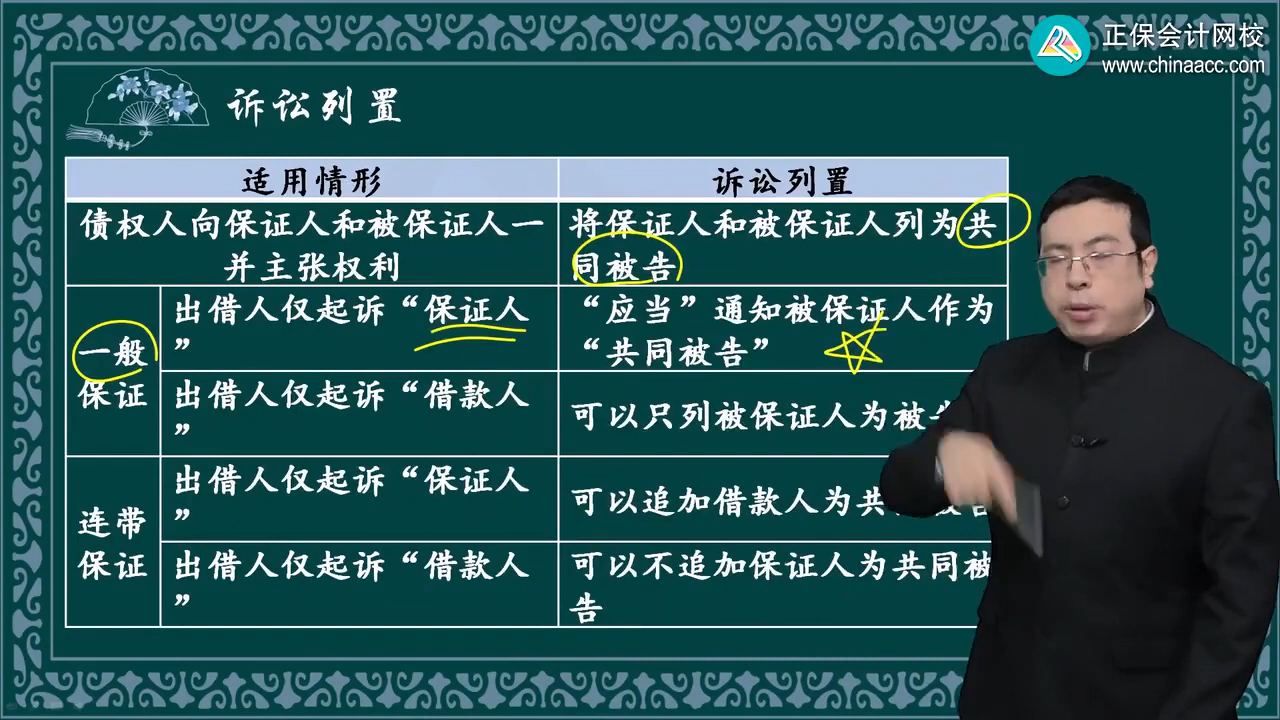 正保会计网校
www.chinaacc.com
诉讼列置
适用情形
诉讼列置
债权人向保证人和被保证人一
并主张权利
将保证人和被保证人列为共
同被告
一般
保证
出借人仅起诉“保证人
”
“应当”通知被保证人作为
“共同被告”
出借人仅起诉“借款人
”
可以只列被保证人为被
连带
保证
出借人仅起诉“保证人
”
可以追加借款人为共
出借人仅起诉“借款人
”
可以不追加保证人为共同被
告